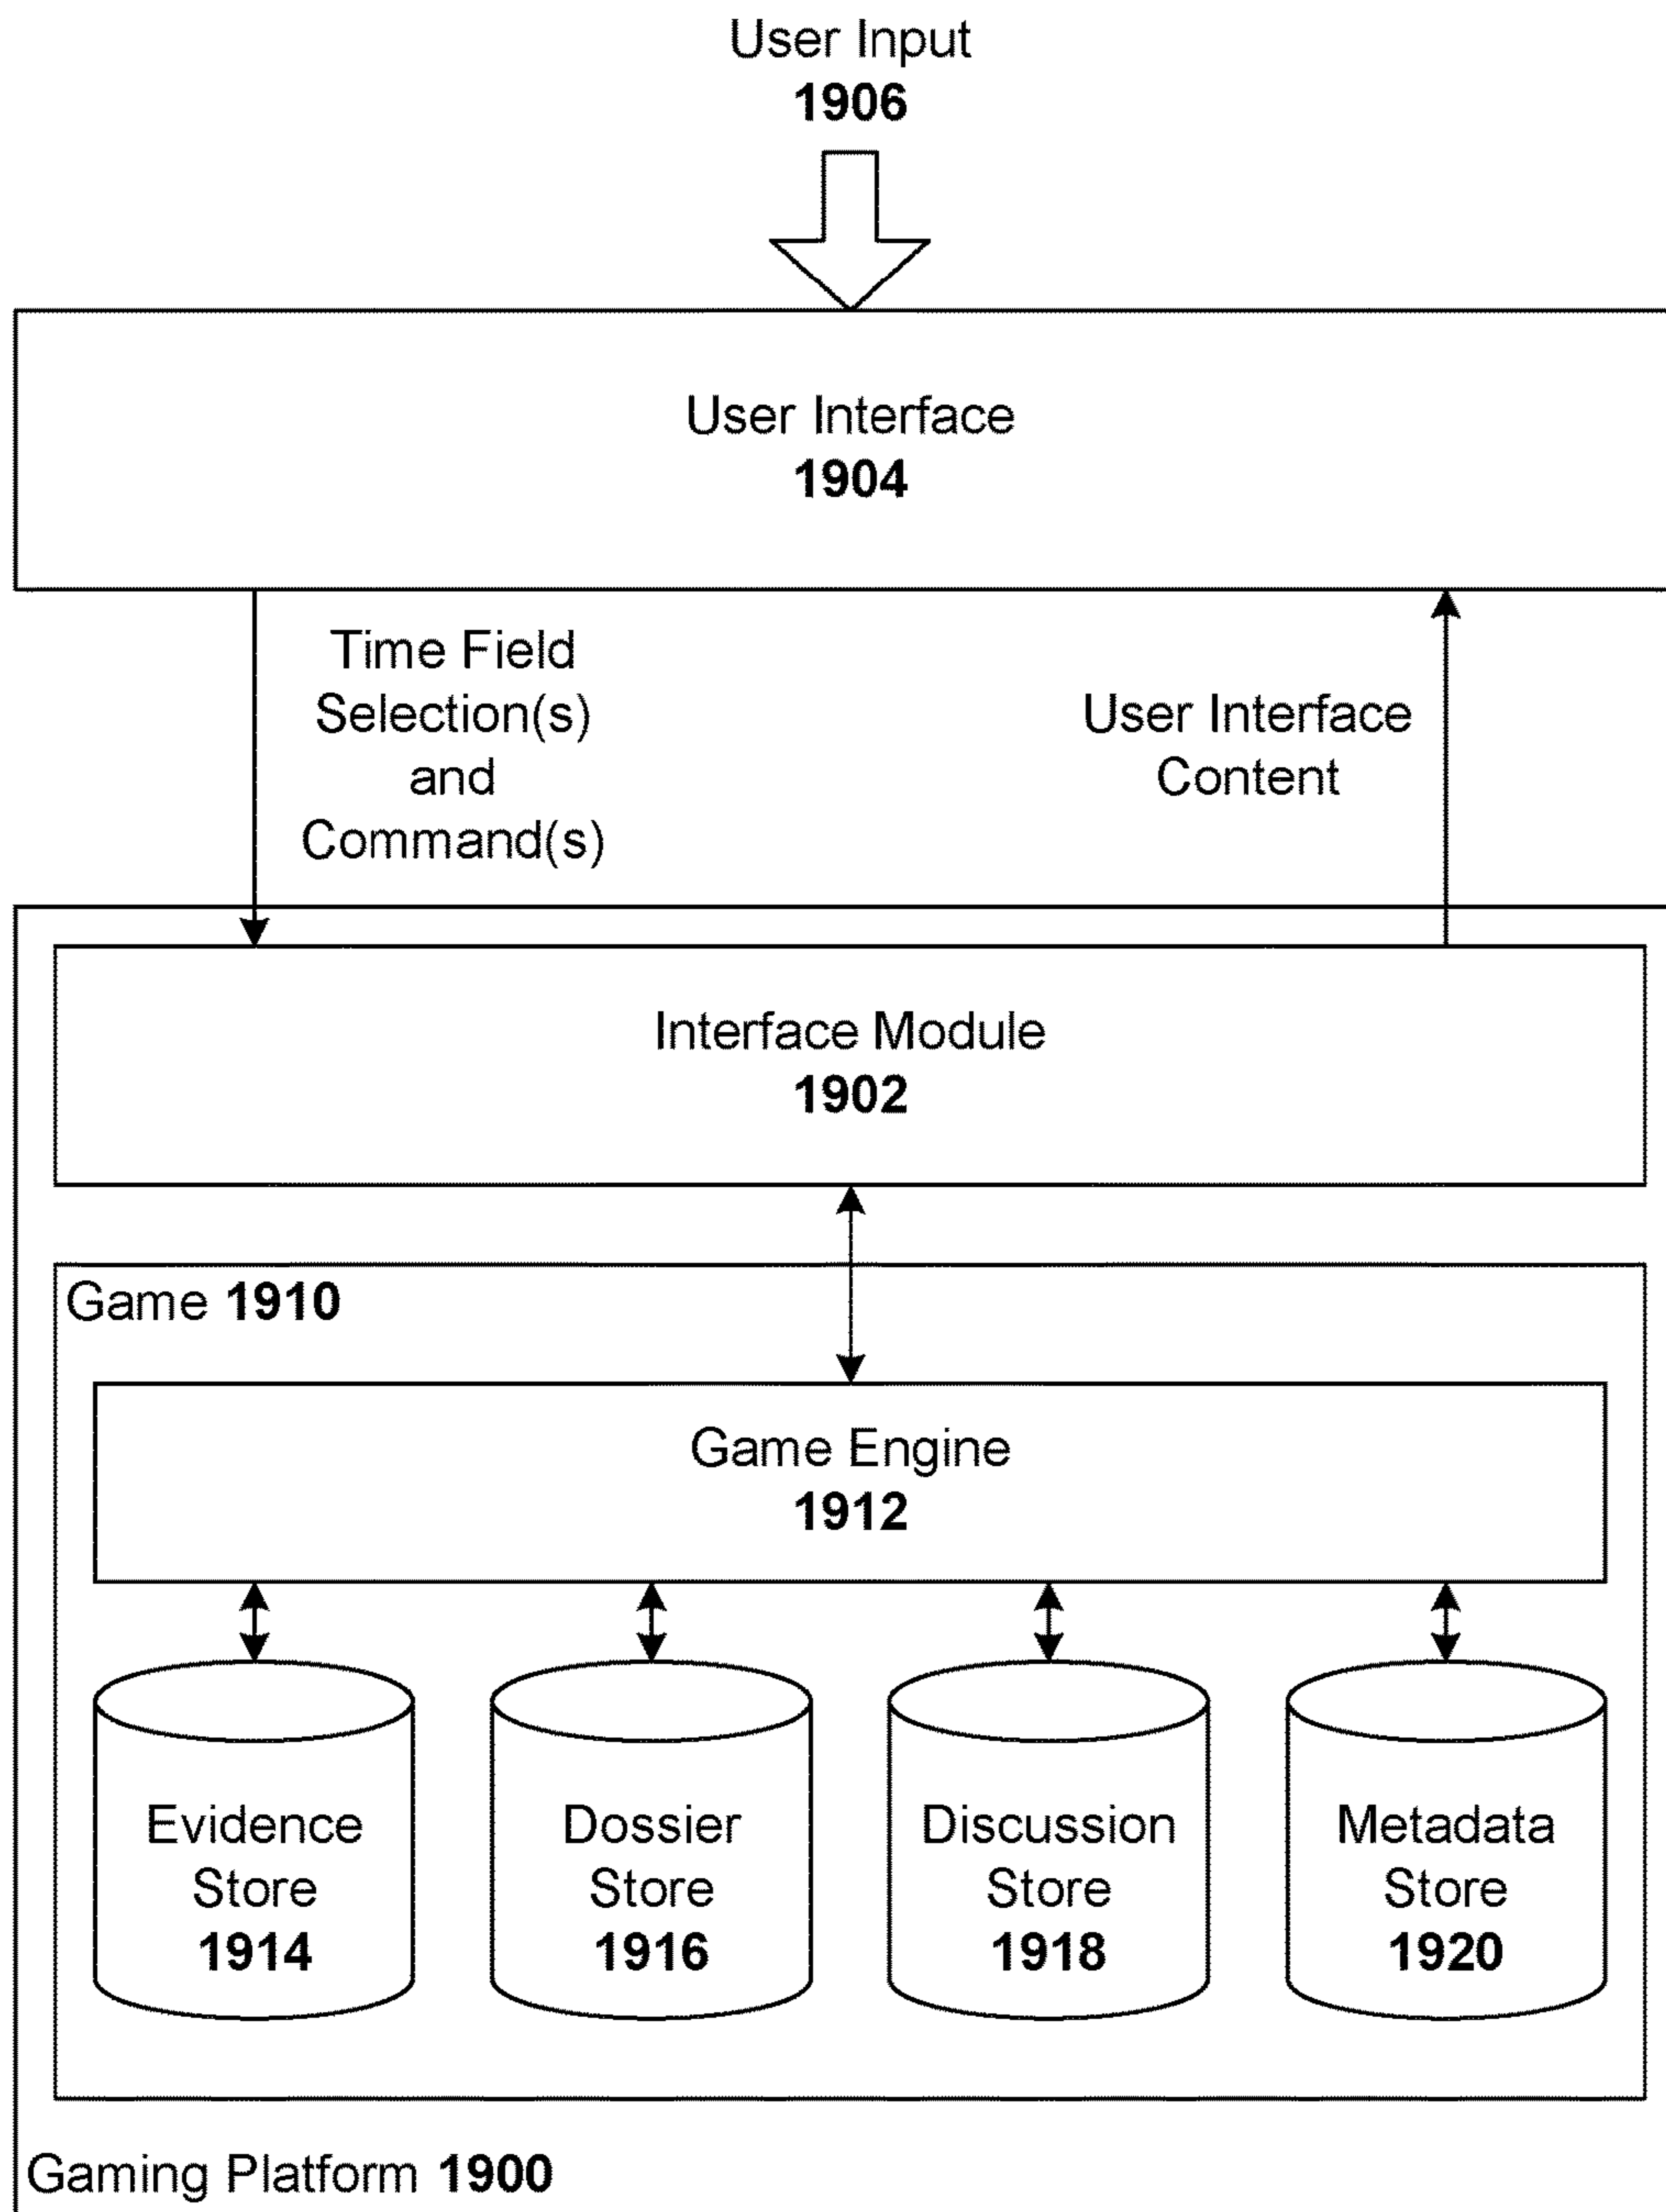 User Input
1906
User Interface
1904
Time Field
Selection(s)
and
Command(s)
User Interface
Content
Interface Module
1902
Game 1910
Game Engine
1912
Evidence
Store
1914
Dossier
Store
1916
Discussion
Store
1918
Metadata
Store
1920
Gaming Platform 1900